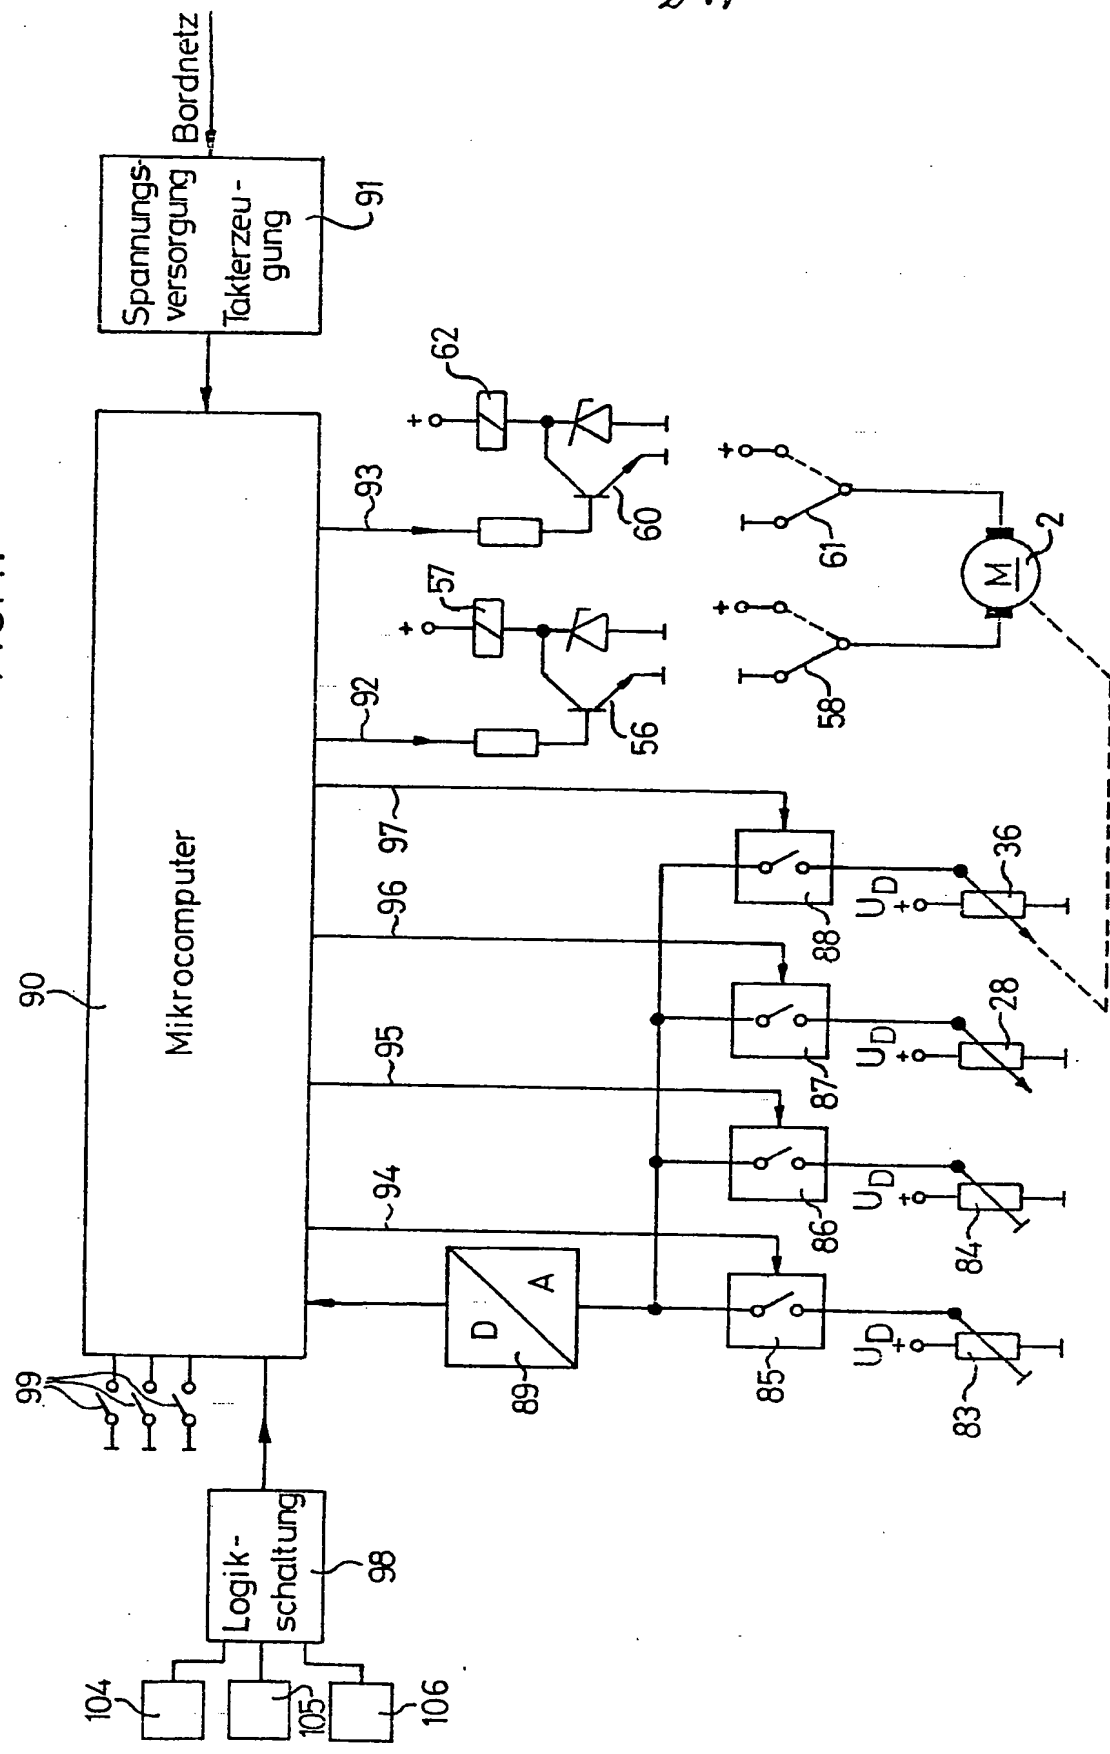 Bordnetz
Spannungs-
versorgung
Takterzeu-
gung
91
90
Mikrocomputer
62
93
60
57
92
56
+
+
+
+
61
58
M
2
97
96
95
94
99
D
A
89
88
87
86
85
U_D
+
36
U_D
+
28
U_D
+
84
U_D
+
83
Logik-
schaltung
98
104
105
106